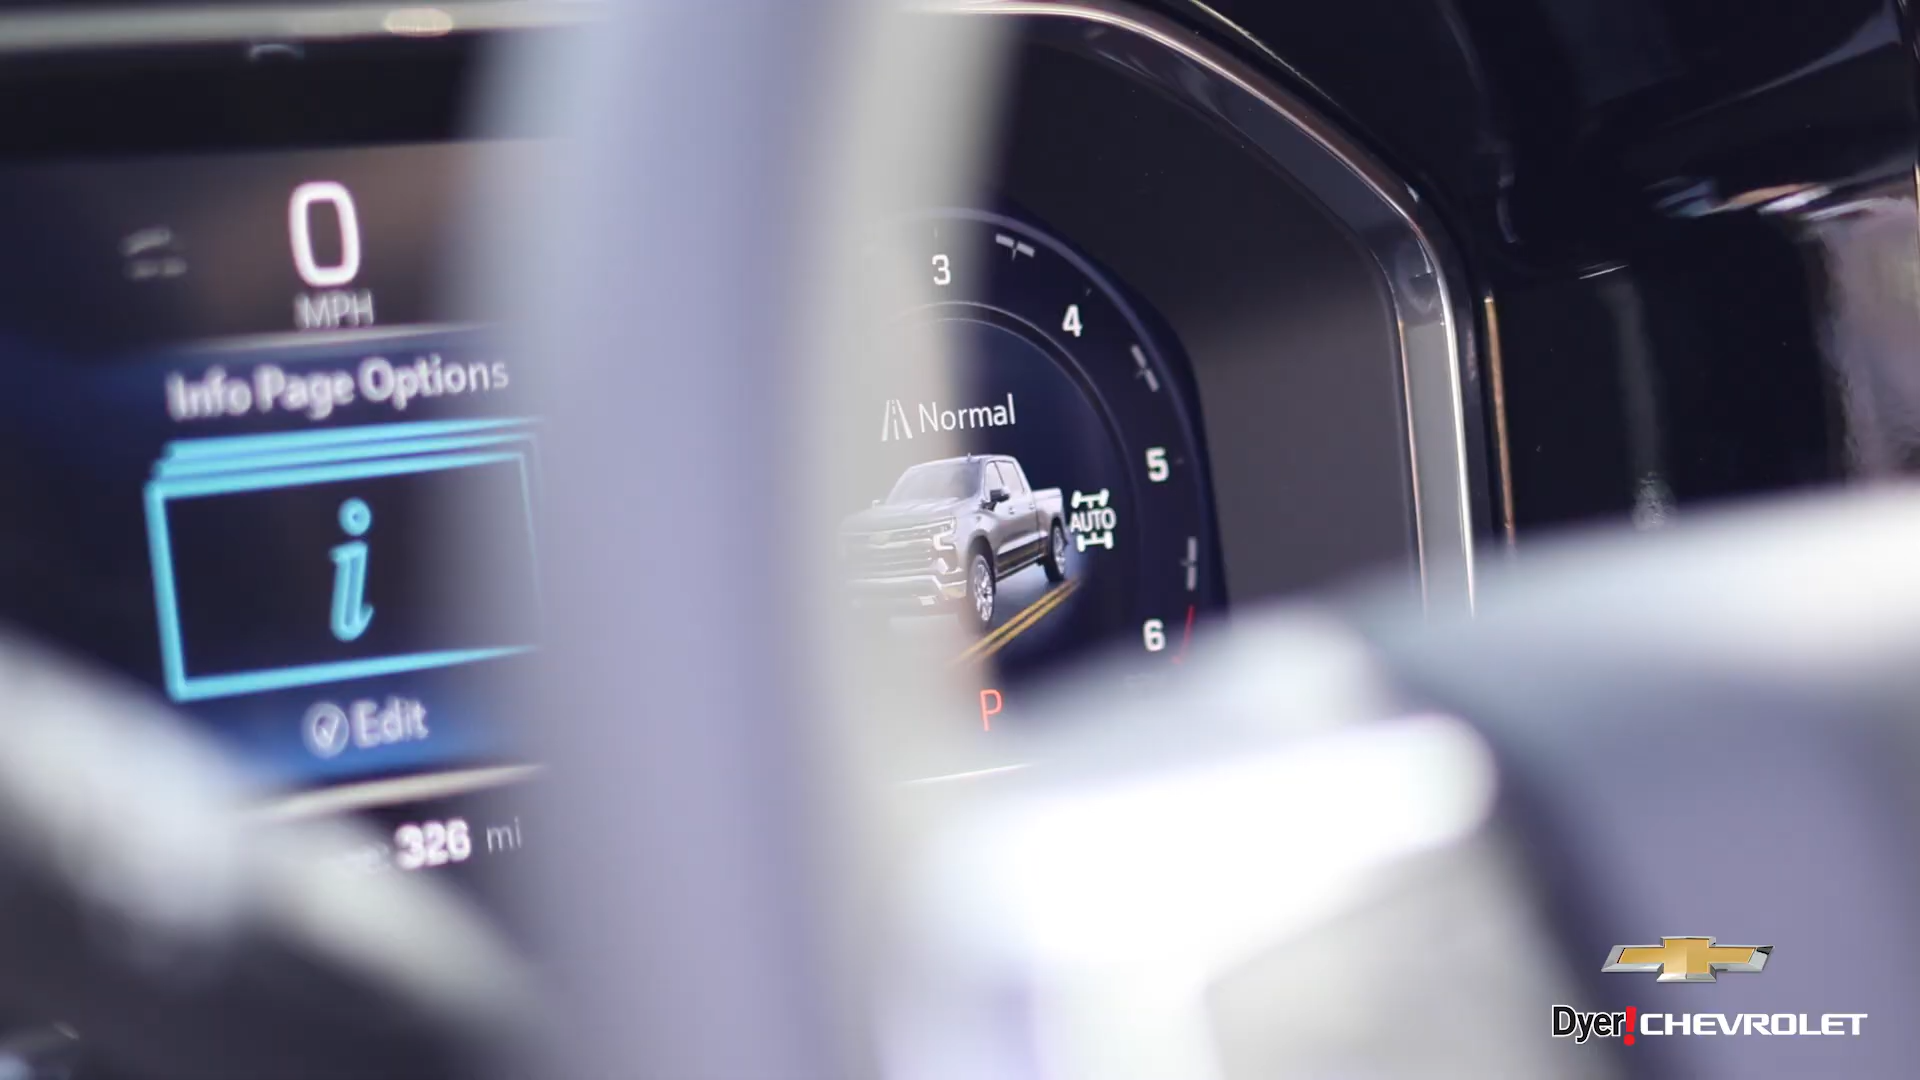 0
MPH
Info Page Options
i
Edit
326 mi
3
4
5
6
Normal
AUTO
P
Dyer! CHEVROLET